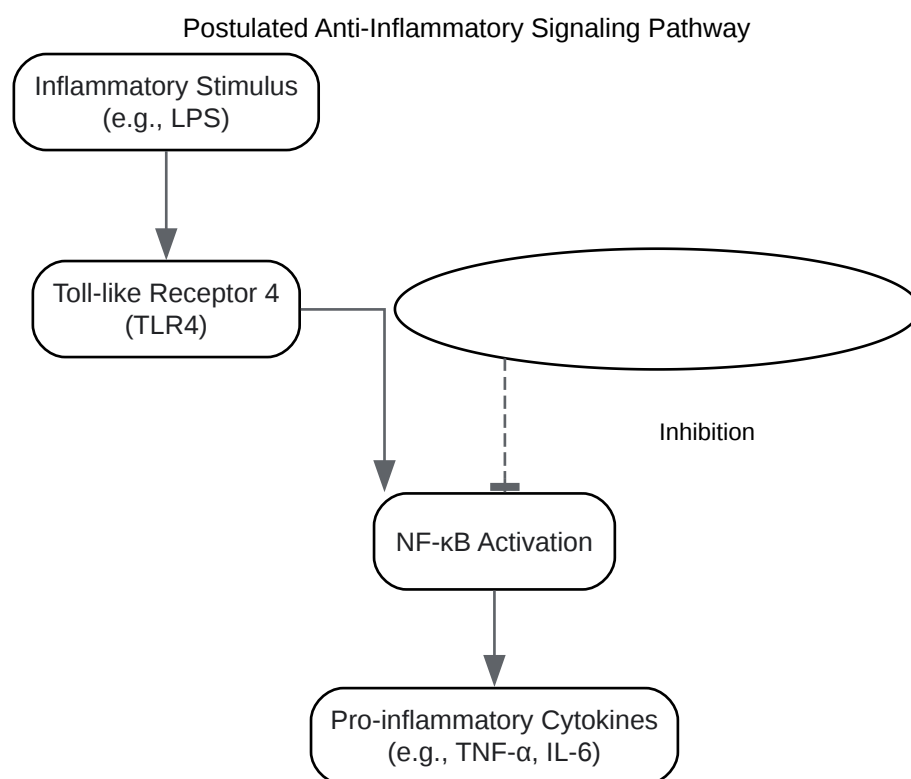 Postulated Anti-Inflammatory Signaling Pathway
Inflammatory Stimulus
(e.g., LPS)
Toll-like Receptor 4
(TLR4)
Inhibition
NF-κB Activation
Pro-inflammatory Cytokines
(e.g., TNF-α, IL-6)